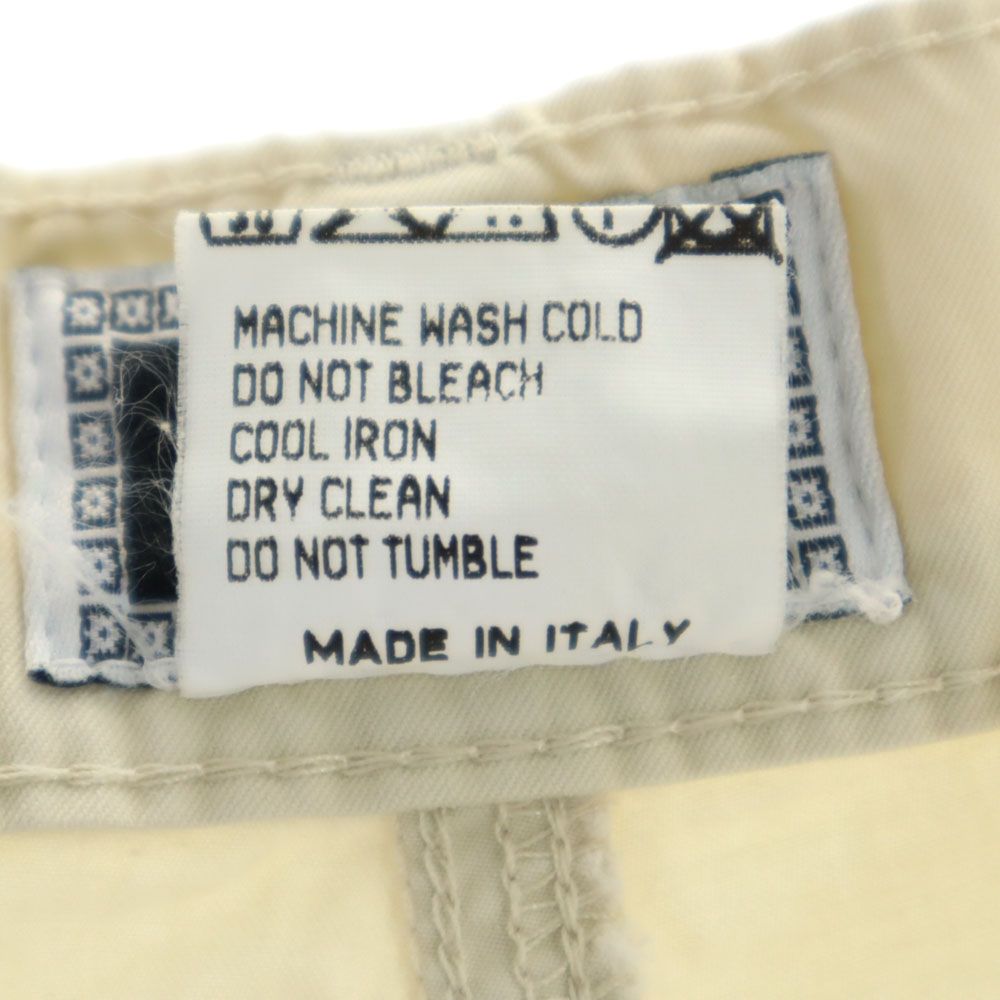 MACHINE WASH COLD
DO NOT BLEACH
COOL IRON
DRY CLEAN
DO NOT TUMBLE
MADE IN ITALY